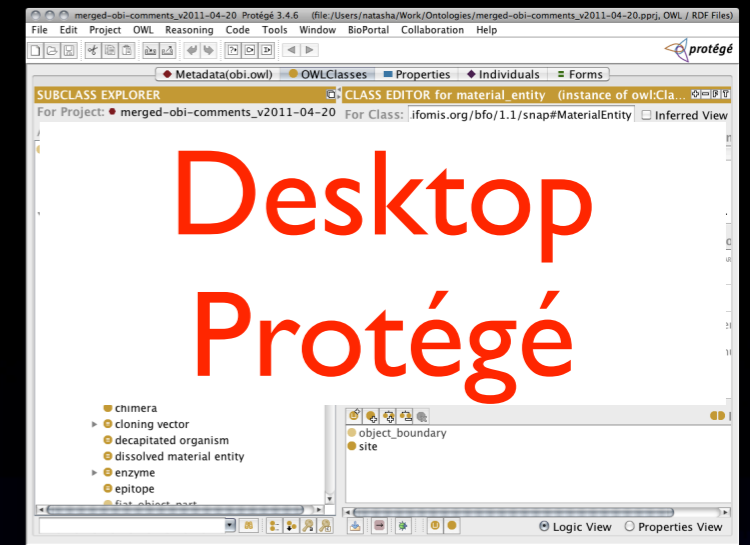 merged-obi-comments_v2011-04-20 Protégé 3.4.6 (file:/Users/natasha/Work/Ontologies/merged-obi-comments_v2011-04-20.pprj, OWL / RDF Files)
File Edit Project OWL Reasoning Code Tools Window BioPortal Collaboration Help
protégé
Metadata(obi.owl) OWLClasses Properties Individuals Forms
SUBCLASS EXPLORER
CLASS EDITOR for material_entity (instance of owl:Cla...
For Project: merged-obi-comments_v2011-04-20
For Class: .ifomis.org/bfo/1.1/snap#MaterialEntity Inferred View
Desktop
Protégé
chimera
cloning vector
decapitated organism
dissolved material entity
enzyme
epitope
fiat_object_part
object_boundary
site
Logic View Properties View